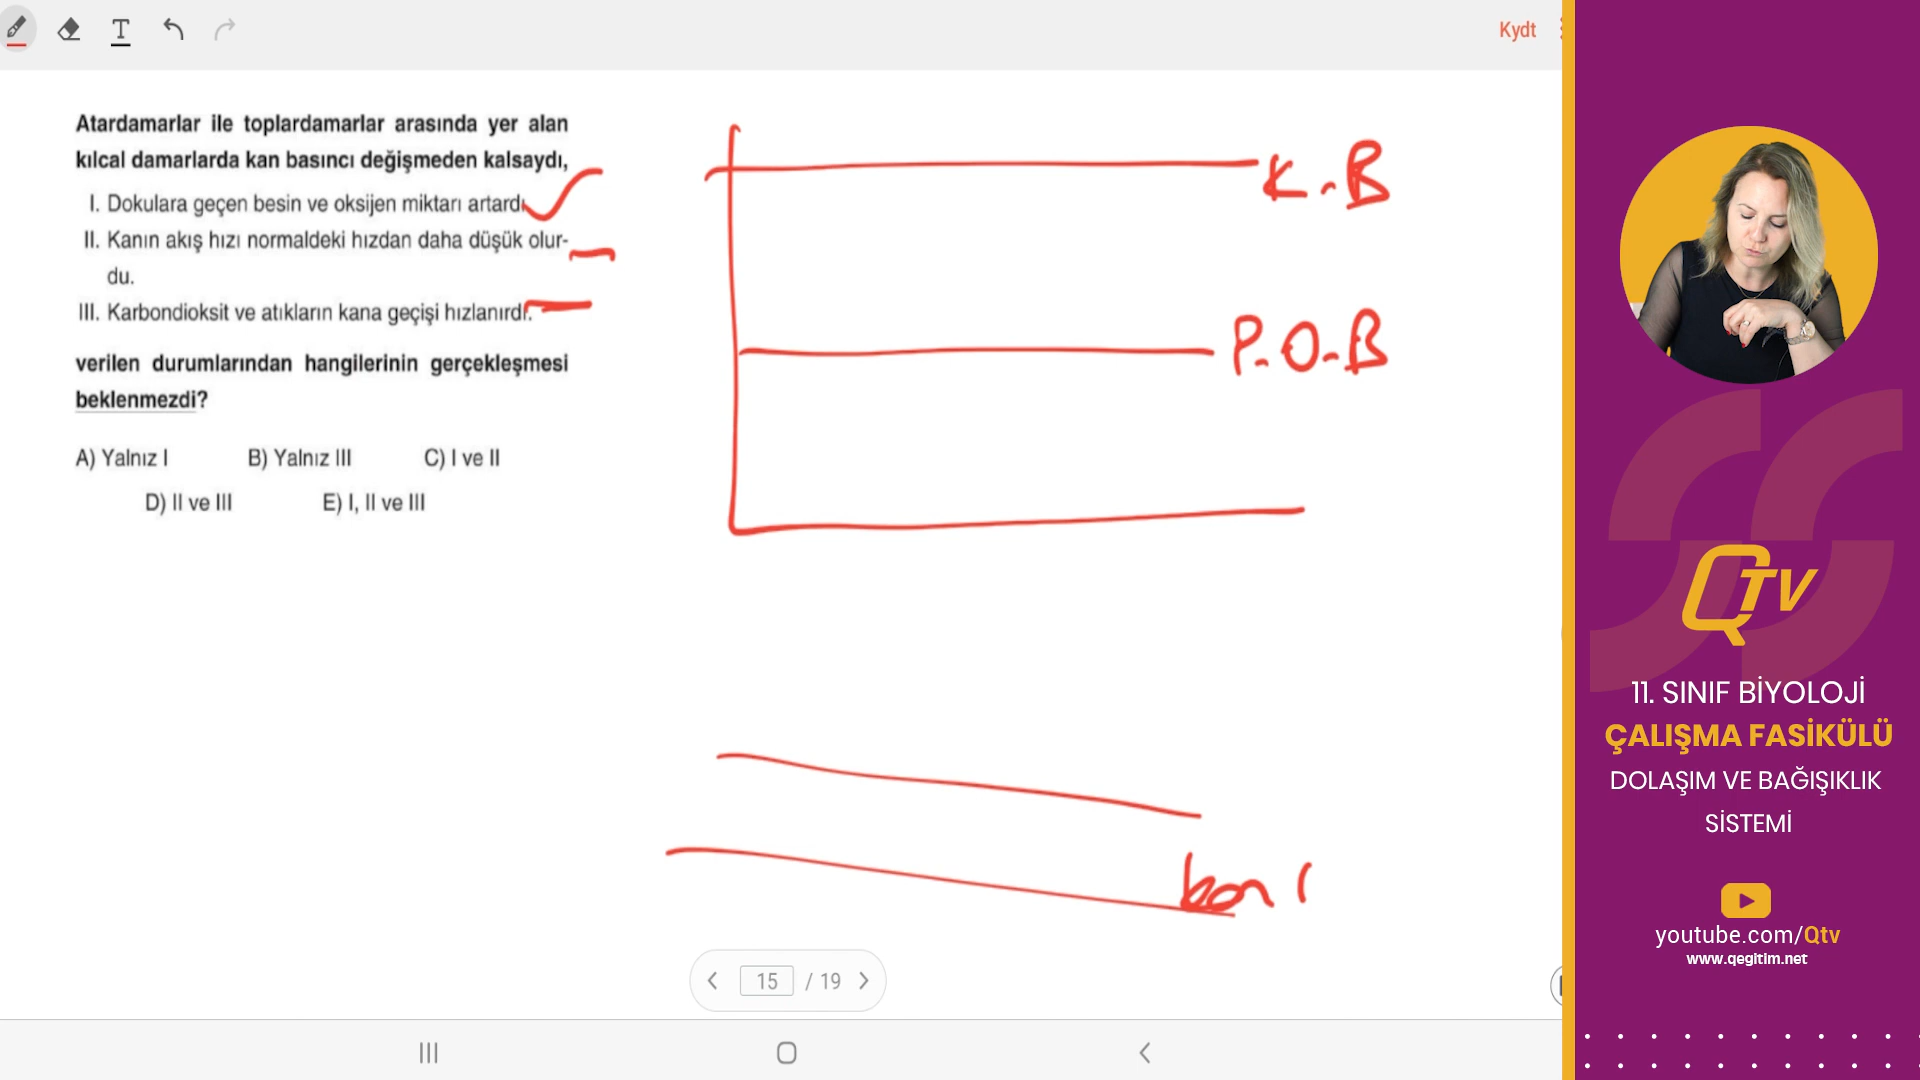 T
Kydt
Atardamarlar ile toplardamarlar arasında yer alan
kılcal damarlarda kan basıncı değişmeden kalsaydı,
I. Dokulara geçen besin ve oksijen miktarı artardı.
II. Kanın akış hızı normaldeki hızdan daha düşük olur-
du.
III. Karbondioksit ve atıkların kana geçişi hızlanırdı.
verilen durumlarından hangilerinin gerçekleşmesi
beklenmezdi?
A) Yalnız I B) Yalnız III C) I ve II
D) II ve III E) I, II ve III
K.B
P.O.B
15 / 19
QTV
11. SINIF BİYOLOJİ
ÇALIŞMA FASİKÜLÜ
DOLAŞIM VE BAĞIŞIKLIK
SİSTEMİ
youtube.com/Qtv
www.qegitim.net